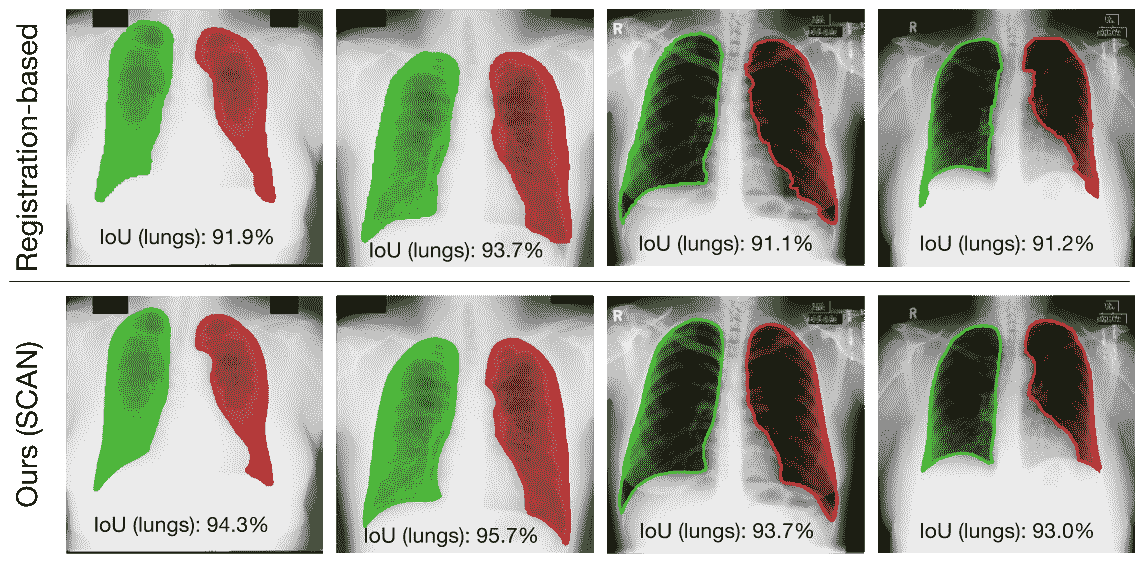 Registration-based
IoU (lungs): 91.9%
IoU (lungs): 93.7%
R
IoU (lungs): 91.1%
R
IoU (lungs): 91.2%
Ours (SCAN)
IoU (lungs): 94.3%
IoU (lungs): 95.7%
R
IoU (lungs): 93.7%
R
IoU (lungs): 93.0%